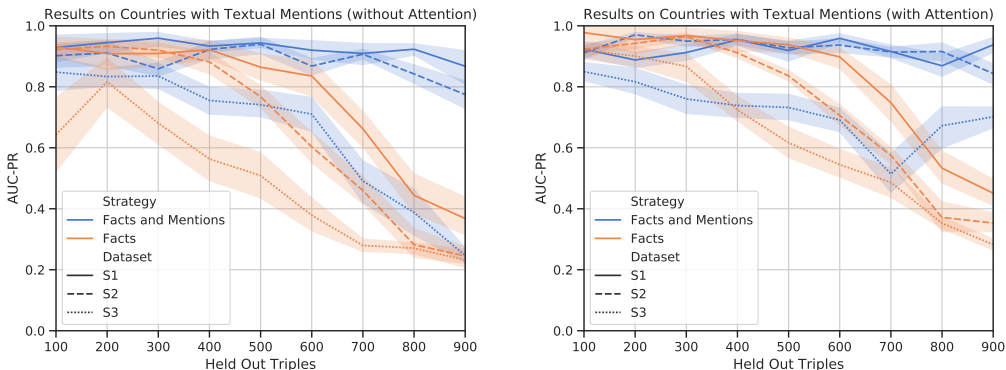 Results on Countries with Textual Mentions (without Attention)
1.0
0.8
0.6
0.4
0.2
0.0
AUC-PR
Strategy
Facts and Mentions
Facts
Dataset
S1
S2
S3
100 200 300 400 500 600 700 800 900
Held Out Triples
Results on Countries with Textual Mentions (with Attention)
1.0
0.8
0.6
0.4
0.2
0.0
AUC-PR
Strategy
Facts and Mentions
Facts
Dataset
S1
S2
S3
100 200 300 400 500 600 700 800 900
Held Out Triples